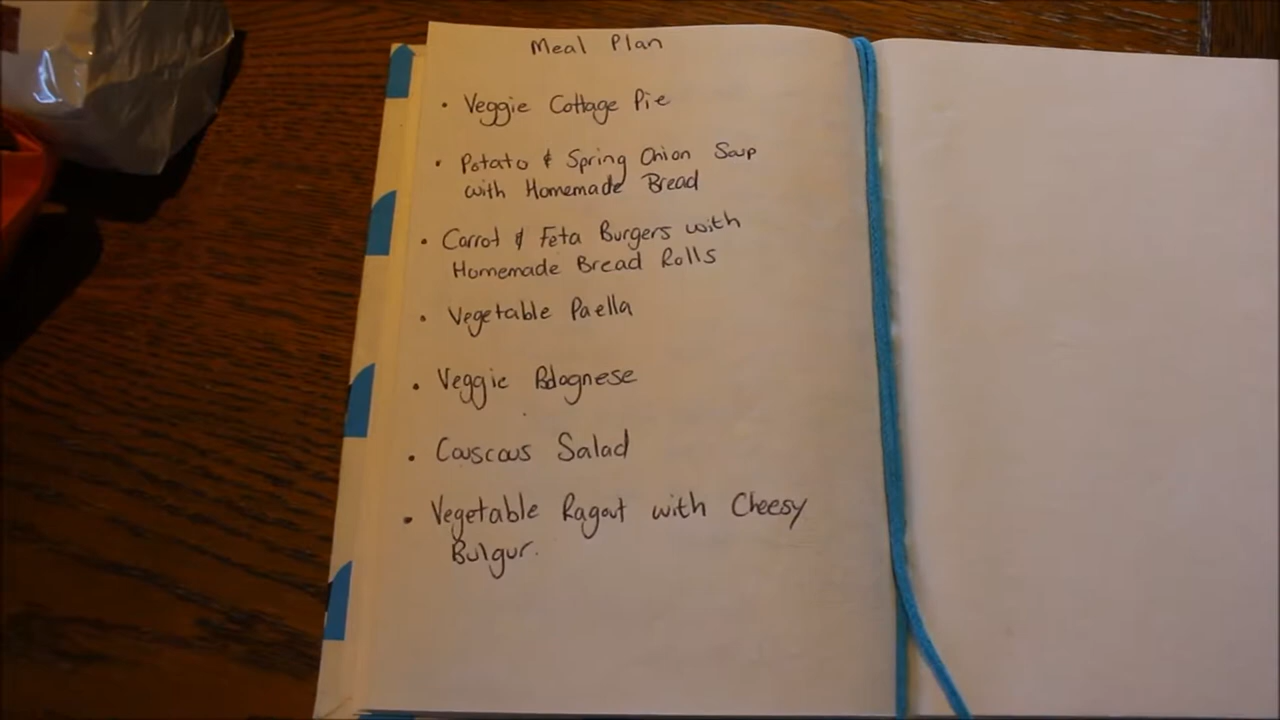 Meal Plan
• Veggie Cottage Pie
• Potato & Spring Onion Soup
with Homemade Bread
• Carrot & Feta Burgers with
Homemade Bread Rolls
• Vegetable Paella
• Veggie Bolognese
• Couscous Salad
• Vegetable Ragout with Cheesy
Bulgur.